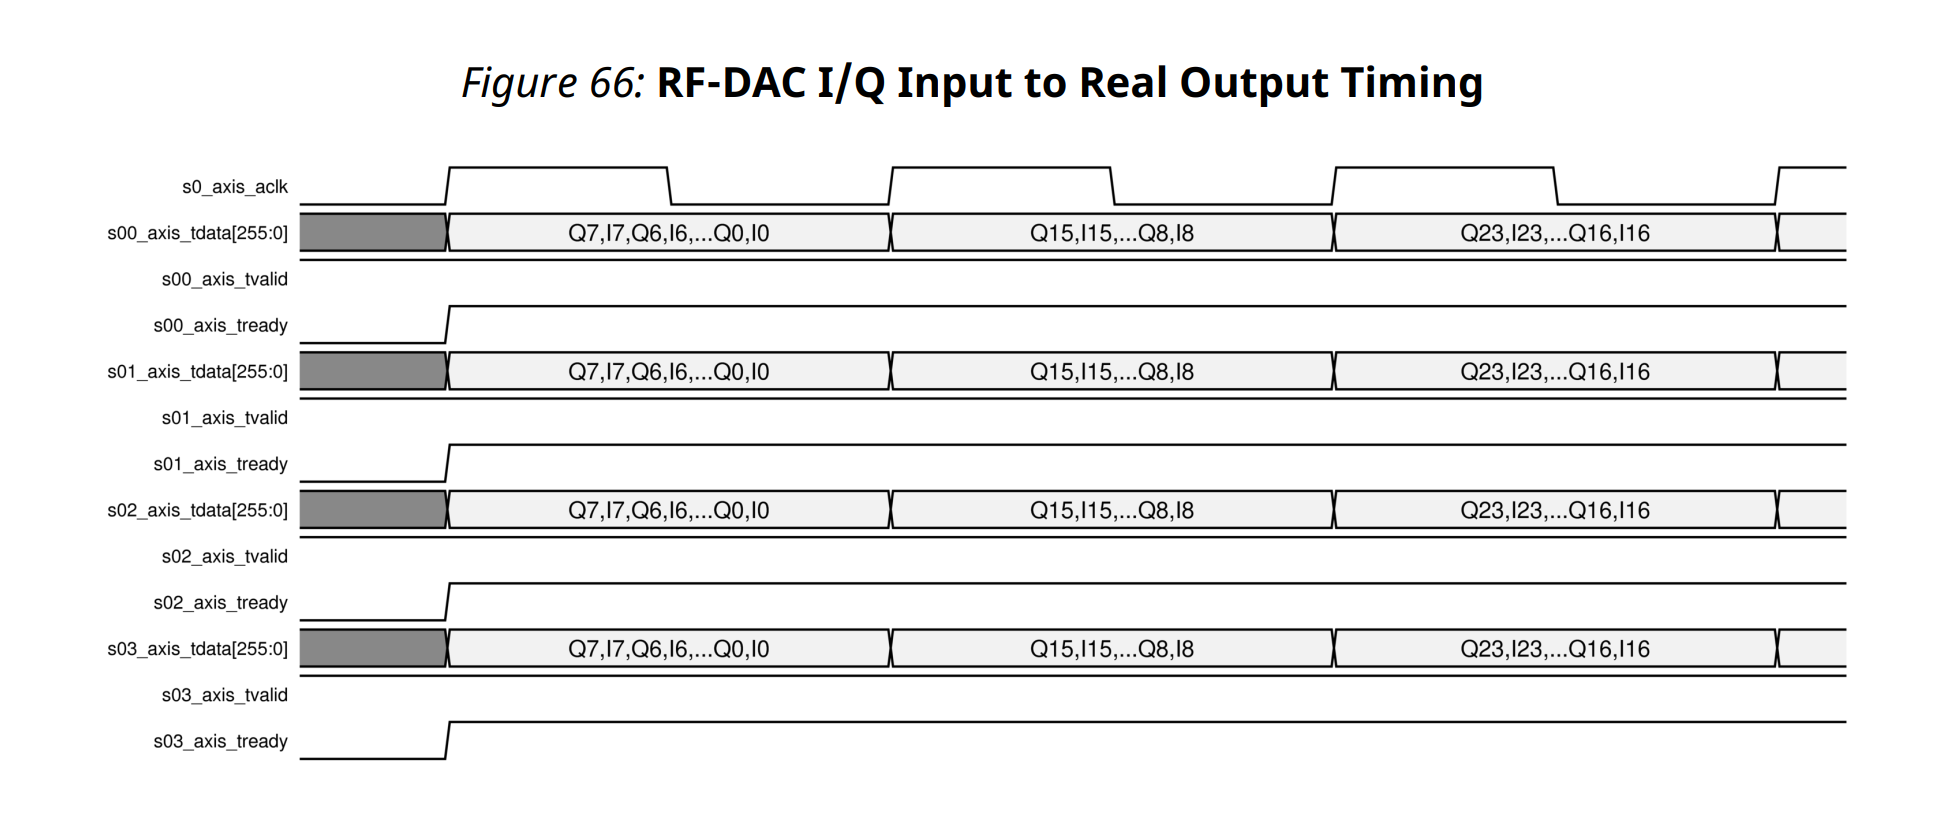 Figure 66: RF-DAC I/Q Input to Real Output Timing
s0_axis_aclk
s00_axis_tdata[255:0] Q7,I7,Q6,I6,...Q0,I0 Q15,I15,...Q8,I8 Q23,I23,...Q16,I16
s00_axis_tvalid
s00_axis_tready
s01_axis_tdata[255:0] Q7,I7,Q6,I6,...Q0,I0 Q15,I15,...Q8,I8 Q23,I23,...Q16,I16
s01_axis_tvalid
s01_axis_tready
s02_axis_tdata[255:0] Q7,I7,Q6,I6,...Q0,I0 Q15,I15,...Q8,I8 Q23,I23,...Q16,I16
s02_axis_tvalid
s02_axis_tready
s03_axis_tdata[255:0] Q7,I7,Q6,I6,...Q0,I0 Q15,I15,...Q8,I8 Q23,I23,...Q16,I16
s03_axis_tvalid
s03_axis_tready